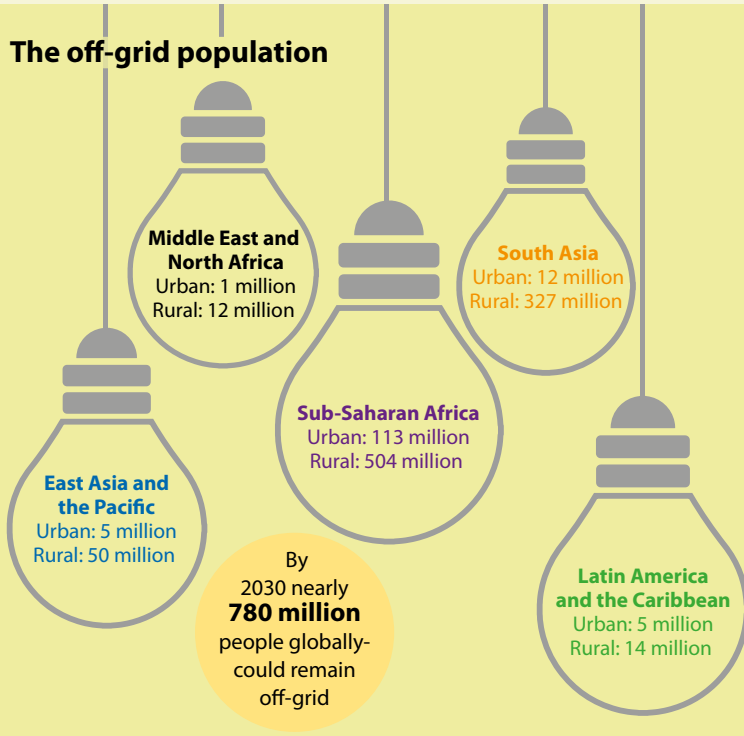 The off-grid population
Middle East and
North Africa
Urban: 1 million
Rural: 12 million
South Asia
Urban: 12 million
Rural: 327 million
Sub-Saharan Africa
Urban: 113 million
Rural: 504 million
East Asia and
the Pacific
Urban: 5 million
Rural: 50 million
By
2030 nearly
780 million
people globally-
could remain
off-grid
Latin America
and the Caribbean
Urban: 5 million
Rural: 14 million